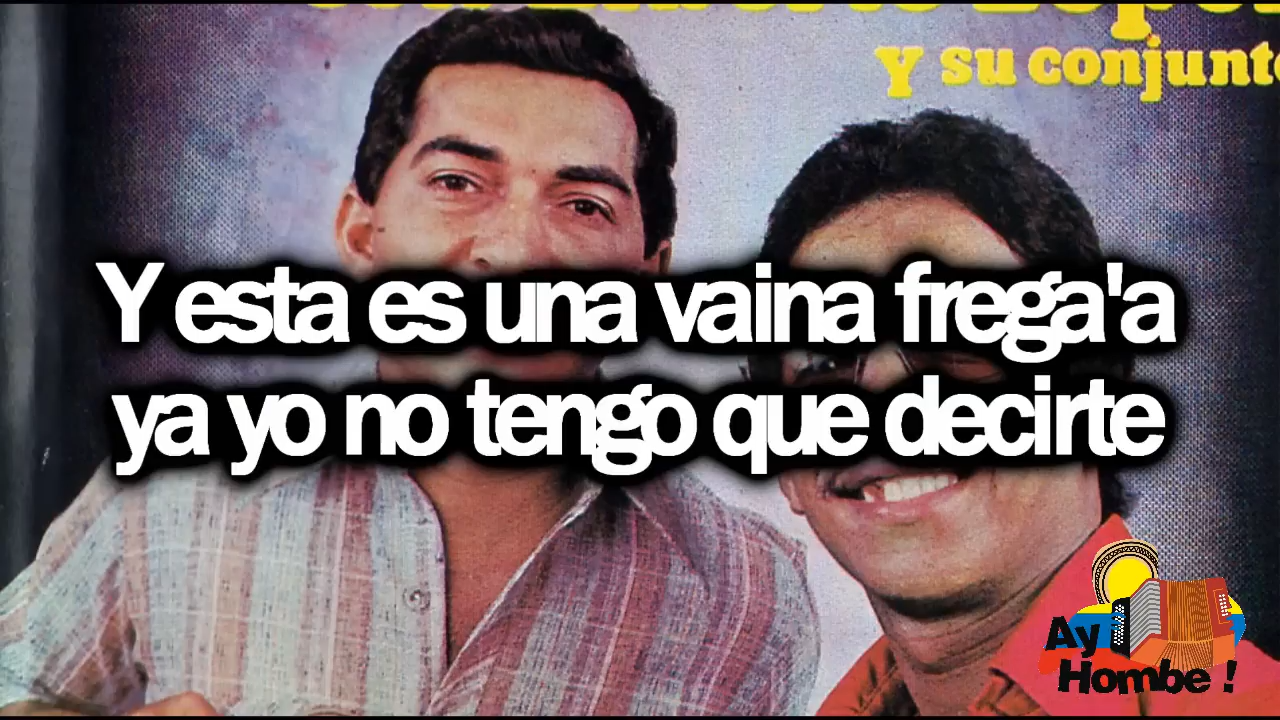 Y su conjunto
Y esta es una vaina frega'a
ya yo no tengo que decirte
Ay
Hombe !